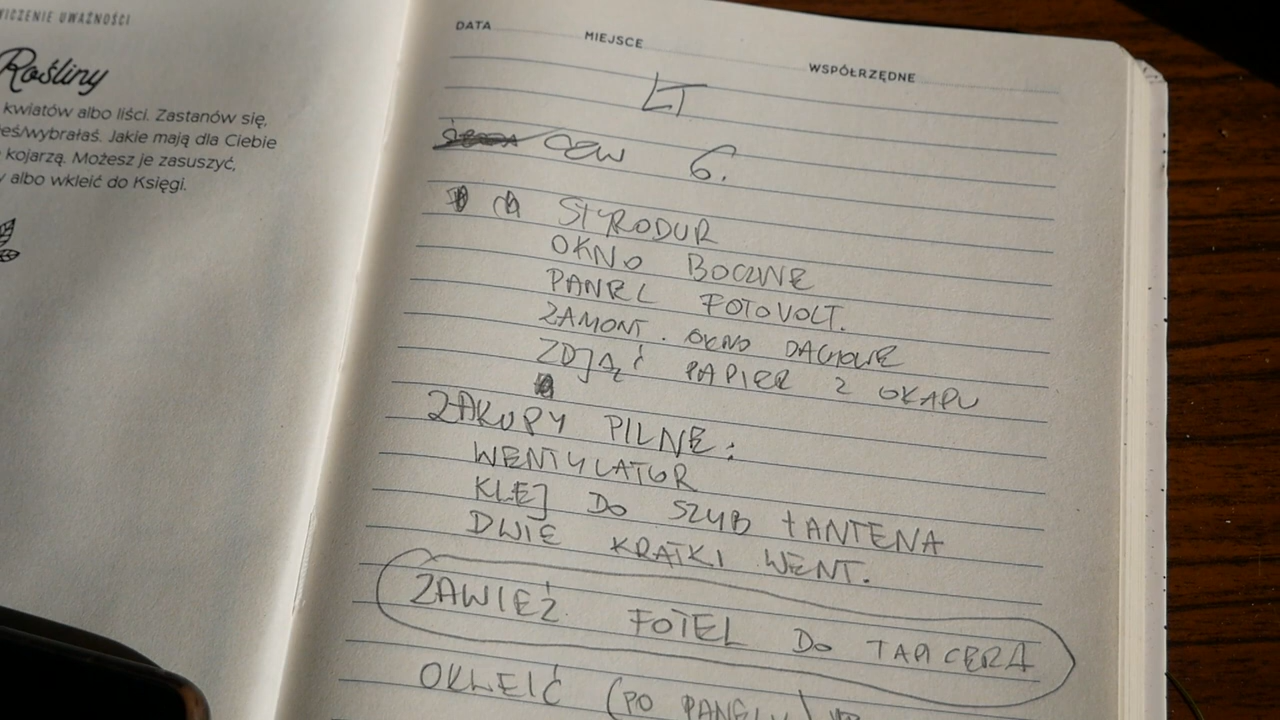 ĆWICZENIE UWAŻNOŚCI
Rośliny
kwiatów albo liści. Zastanów się,
eś/wybrałaś. Jakie mają dla Ciebie
kojarzą. Możesz je zasuszyć,
albo wkleić do Księgi.
DATA MIEJSCE WSPÓŁRZĘDNE
LT
6.
STYRODUR
OKNO BOCZNE
PANEL FOTOVOLT.
ZAMONT. OKNO DACHOWE
ZDJĄĆ PAPIER Z OKAPU
ZAKUPY PILNE:
WENTYLATOR
KLEJ DO SZYB + ANTENA
DWIE KRATKI WENT.
ZAWIEŹ FOTEL DO TAPICERA
OKLEIĆ (PO PANELU)